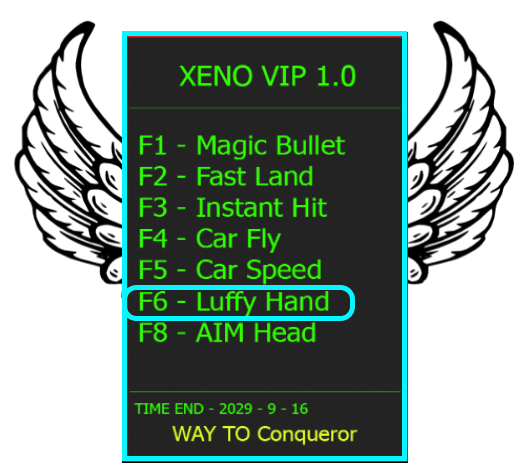 XENO VIP 1.0
F1 - Magic Bullet
F2 - Fast Land
F3 - Instant Hit
F4 - Car Fly
F5 - Car Speed
F6 - Luffy Hand
F8 - AIM Head
TIME END - 2029 - 9 - 16
WAY TO Conqueror